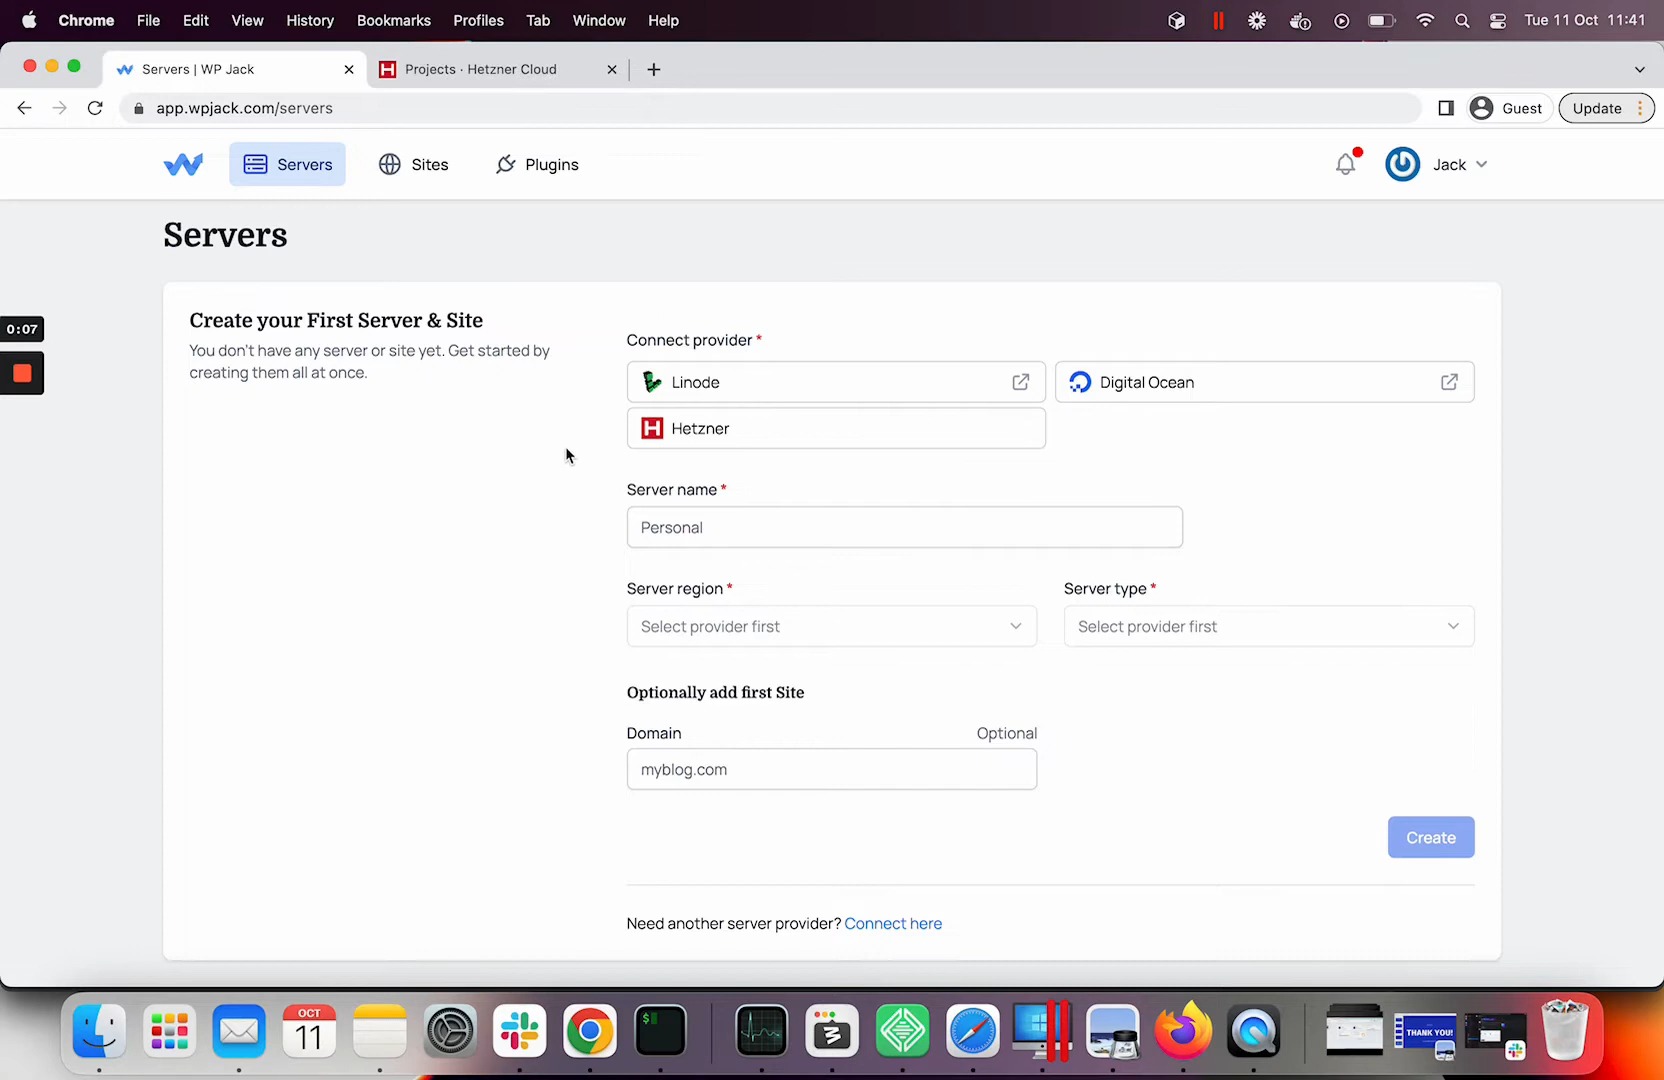 Chrome File Edit View History Bookmarks Profiles Tab Window Help Tue 11 Oct 11:41
Servers | WP Jack Projects · Hetzner Cloud
app.wpjack.com/servers Guest Update
Servers Sites Plugins Jack
Servers
0:07
Create your First Server & Site
You don't have any server or site yet. Get started by
creating them all at once.
Connect provider *
Linode Digital Ocean
Hetzner
Server name *
Personal
Server region * Server type *
Select provider first Select provider first
Optionally add first Site
Domain Optional
myblog.com
Create
Need another server provider? Connect here
OCT
11
$
THANK YOU!